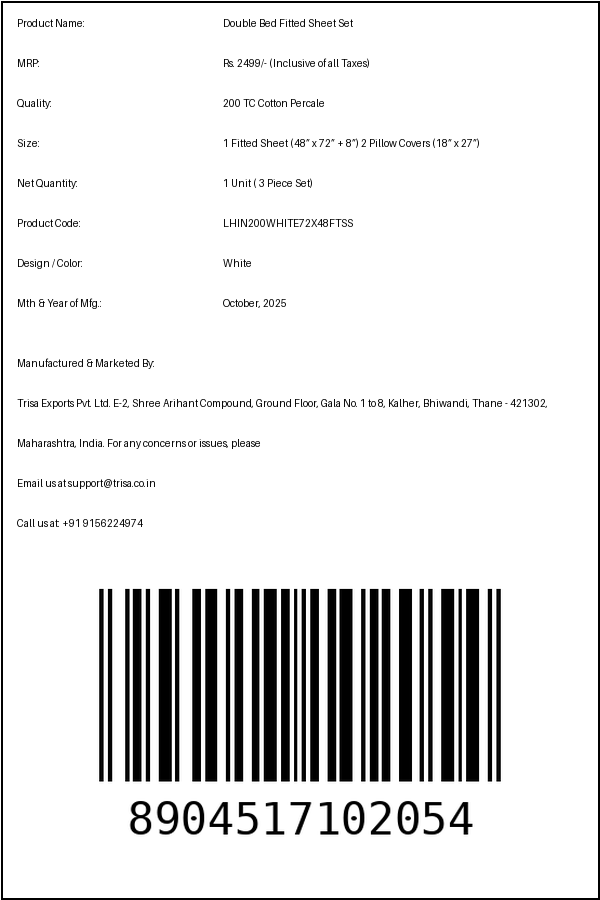 Product Name: Double Bed Fitted Sheet Set
MRP: Rs. 2499/- (Inclusive of all Taxes)
Quality: 200 TC Cotton Percale
Size: 1 Fitted Sheet (48” x 72” + 8”) 2 Pillow Covers (18” x 27”)
Net Quantity: 1 Unit ( 3 Piece Set)
Product Code: LHIN200WHITE72X48FTSS
Design / Color: White
Mth & Year of Mfg.: October, 2025
Manufactured & Marketed By:
Trisa Exports Pvt. Ltd. E-2, Shree Arihant Compound, Ground Floor, Gala No. 1 to 8, Kalher, Bhiwandi, Thane - 421302,
Maharashtra, India. For any concerns or issues, please
Email us at support@trisa.co.in
Call us at: +91 9156224974
8904517102054